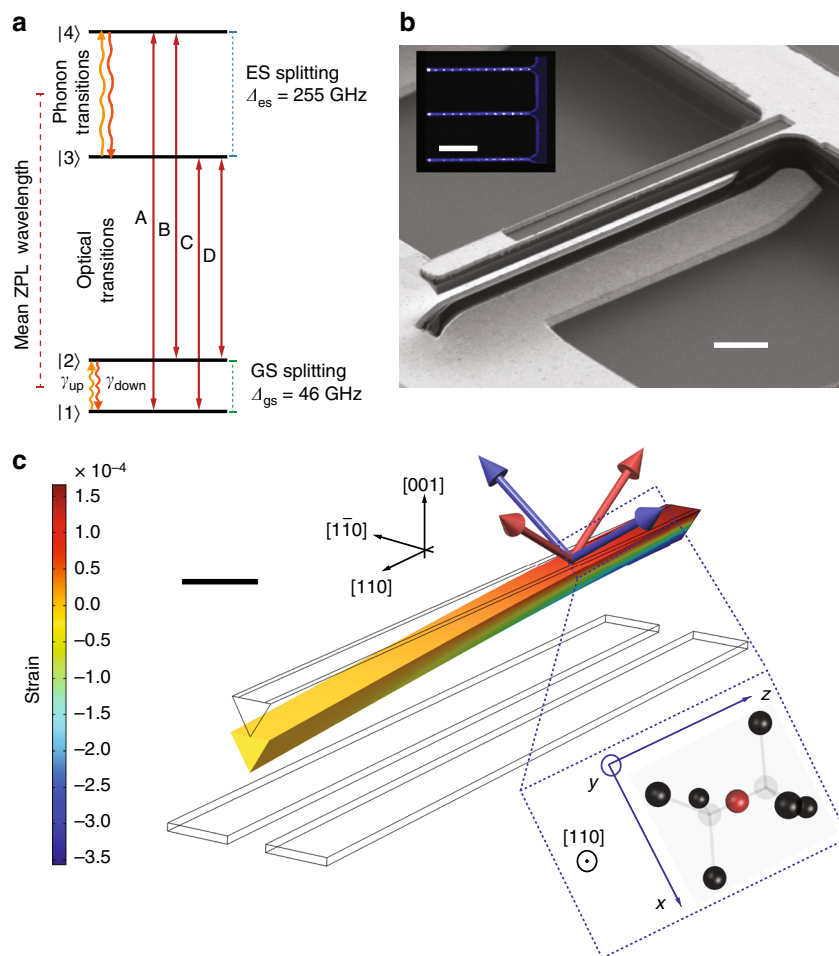 a
|4⟩
Phonon
transitions
ES splitting
Δes = 255 GHz
|3⟩
Mean ZPL wavelength
Optical
transitions
A
B
C
D
|2⟩
γup
γdown
GS splitting
Δgs = 46 GHz
|1⟩
b
c
× 10–4
1.5
1.0
0.5
0.0
–0.5
–1.0
–1.5
–2.0
–2.5
–3.0
–3.5
Strain
[001]
[11̅0]
[110]
z
y
[110]
x